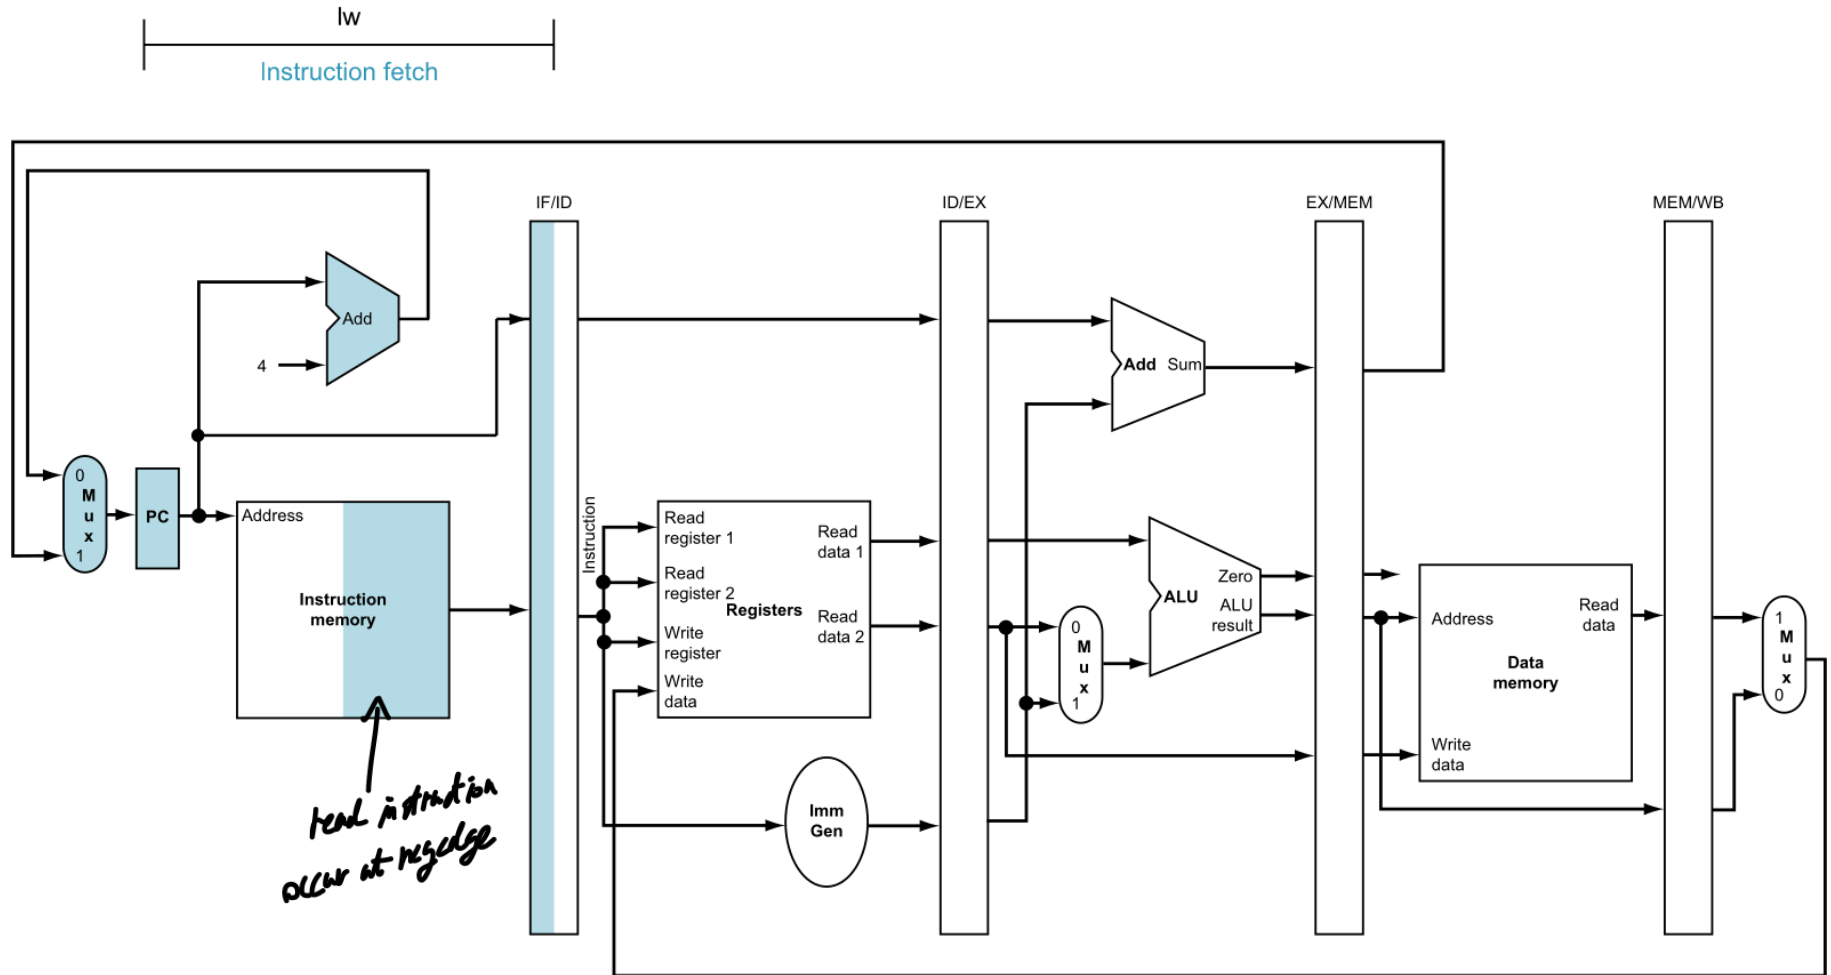 lw
Instruction fetch
IF/ID
ID/EX
EX/MEM
MEM/WB
Add
4
Add Sum
0
M
u
x
1
PC
Address
Instruction
memory
Instruction
Read
register 1
Read
register 2
Registers
Write
register
Write
data
Read
data 1
Read
data 2
Imm
Gen
0
M
u
x
1
ALU
Zero
ALU
result
Address
Read
data
Data
memory
Write
data
1
M
u
x
0
read instruction
occur at negedge